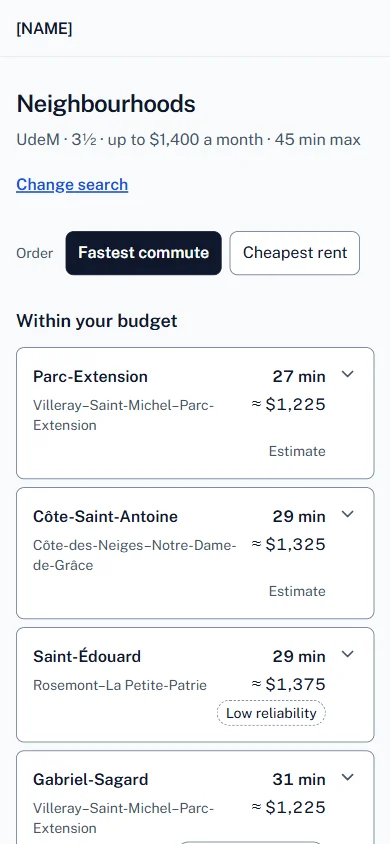 [NAME]
Neighbourhoods
UdeM · 3½ · up to $1,400 a month · 45 min max
Change search
Order
Fastest commute
Cheapest rent
Within your budget
Parc-Extension
27 min
Villeray–Saint-Michel–Parc-
Extension
≈ $1,225
Estimate
Côte-Saint-Antoine
29 min
Côte-des-Neiges–Notre-Dame-
de-Grâce
≈ $1,325
Estimate
Saint-Édouard
29 min
Rosemont–La Petite-Patrie
≈ $1,375
Low reliability
Gabriel-Sagard
31 min
Villeray–Saint-Michel–Parc-
Extension
≈ $1,225